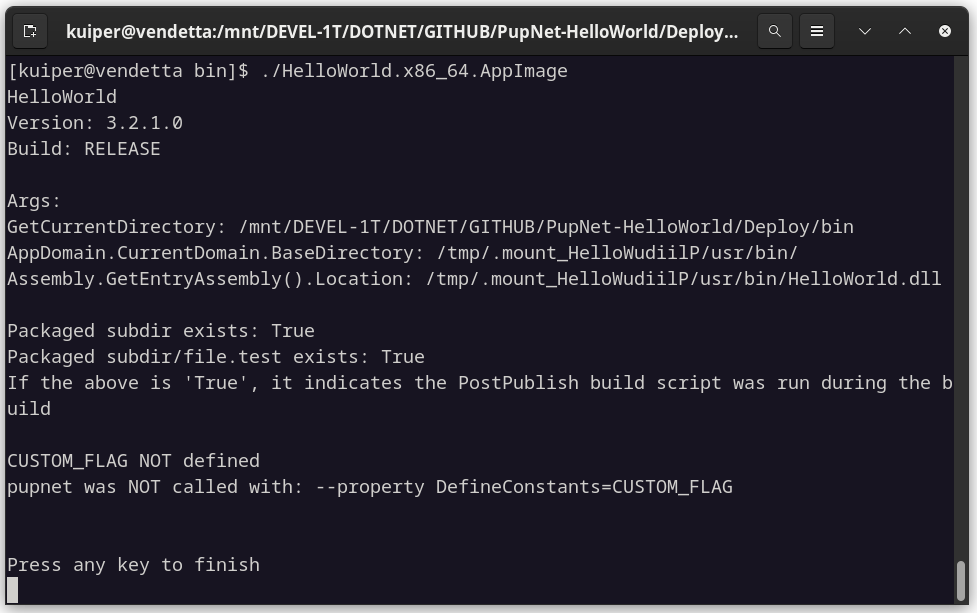 kuiper@vendetta:/mnt/DEVEL-1T/DOTNET/GITHUB/PupNet-HelloWorld/Deploy...
[kuiper@vendetta bin]$ ./HelloWorld.x86_64.AppImage
HelloWorld
Version: 3.2.1.0
Build: RELEASE
Args:
GetCurrentDirectory: /mnt/DEVEL-1T/DOTNET/GITHUB/PupNet-HelloWorld/Deploy/bin
AppDomain.CurrentDomain.BaseDirectory: /tmp/.mount_HelloWudiilP/usr/bin/
Assembly.GetEntryAssembly().Location: /tmp/.mount_HelloWudiilP/usr/bin/HelloWorld.dll
Packaged subdir exists: True
Packaged subdir/file.test exists: True
If the above is 'True', it indicates the PostPublish build script was run during the b
uild
CUSTOM_FLAG NOT defined
pupnet was NOT called with: --property DefineConstants=CUSTOM_FLAG
Press any key to finish